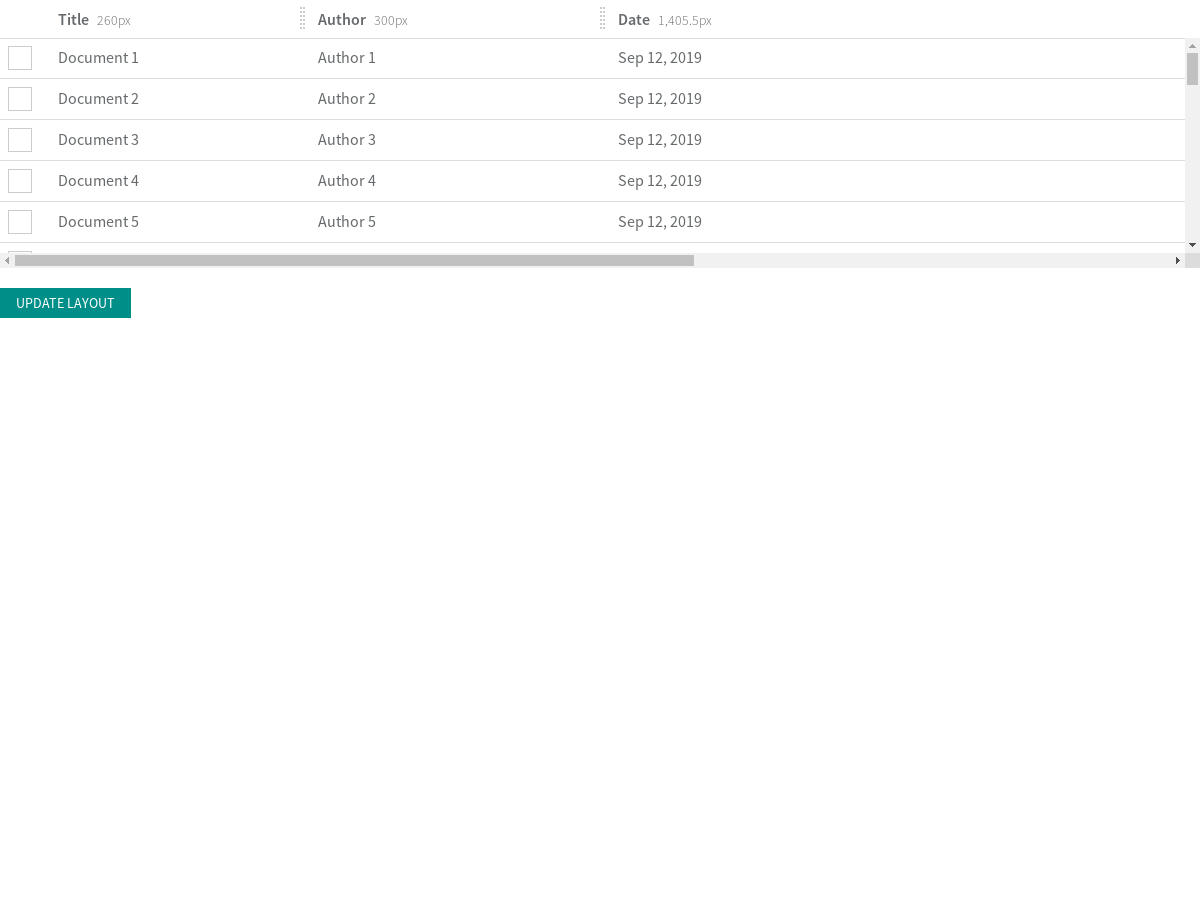 Title 260px Author 300px Date 1,405.5px
Document 1 Author 1 Sep 12, 2019
Document 2 Author 2 Sep 12, 2019
Document 3 Author 3 Sep 12, 2019
Document 4 Author 4 Sep 12, 2019
Document 5 Author 5 Sep 12, 2019
UPDATE LAYOUT